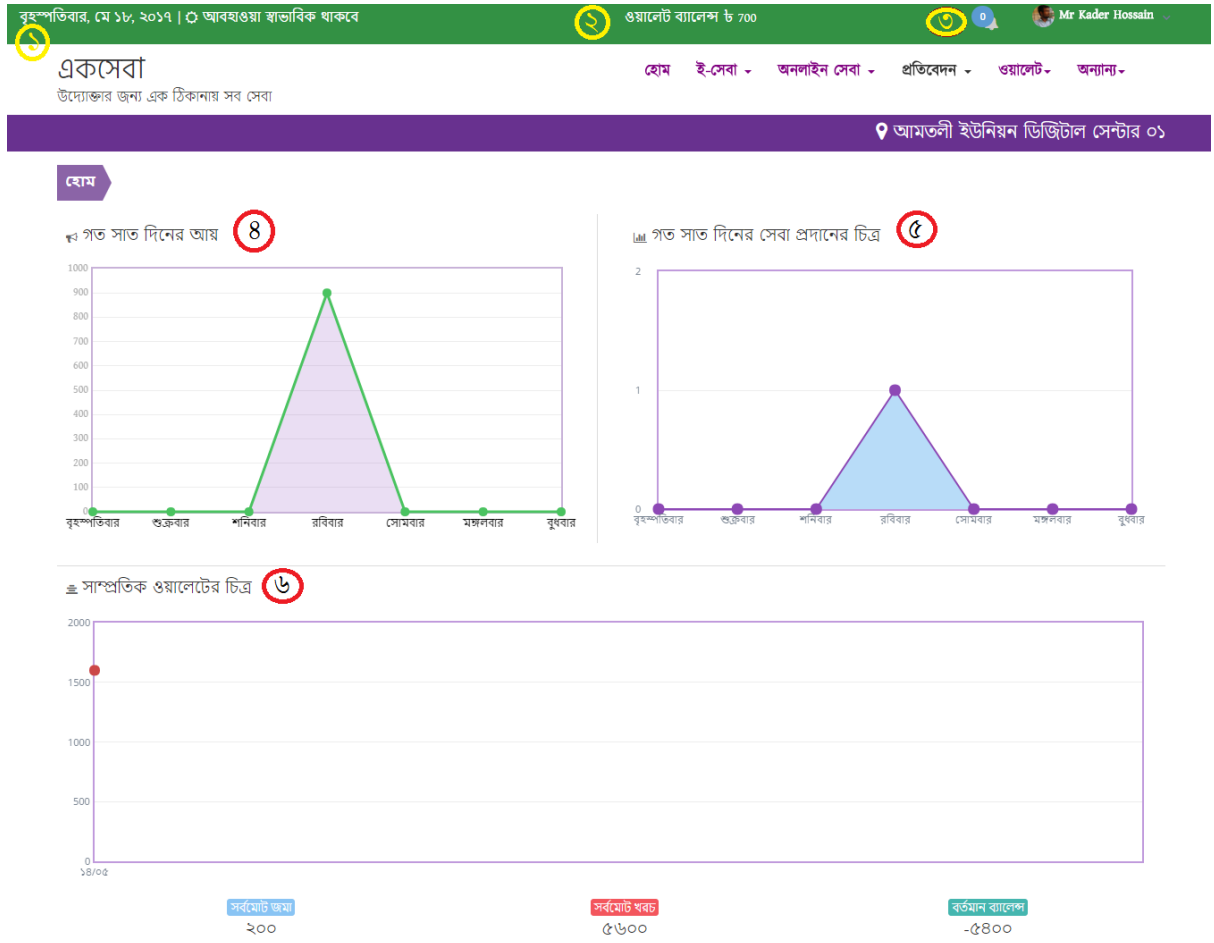 বৃহস্পতিবার, মে ১৮, ২০১৭ | আবহাওয়া স্বাভাবিক থাকবে ২ ওয়ালেট ব্যালেন্স ৳ 700 ৩ 0 Mr Kader Hossain
১
একসেবা
উদ্যোক্তার জন্য এক ঠিকানায় সব সেবা
হোম ই-সেবা অনলাইন সেবা প্রতিবেদন ওয়ালেট অন্যান্য
আমতলী ইউনিয়ন ডিজিটাল সেন্টার ০১
হোম
গত সাত দিনের আয় ৪
1000
900
800
700
600
500
400
300
200
100
0
বৃহস্পতিবার শুক্রবার শনিবার রবিবার সোমবার মঙ্গলবার বুধবার
গত সাত দিনের সেবা প্রদানের চিত্র ৫
2
1
0
বৃহস্পতিবার শুক্রবার শনিবার রবিবার সোমবার মঙ্গলবার বুধবার
সাম্প্রতিক ওয়ালেটের চিত্র ৬
2000
1500
1000
500
0
১৪/০৫
সর্বমোট জমা সর্বমোট খরচ বর্তমান ব্যালেন্স
২০০ ৫৬০০ -৫৪০০